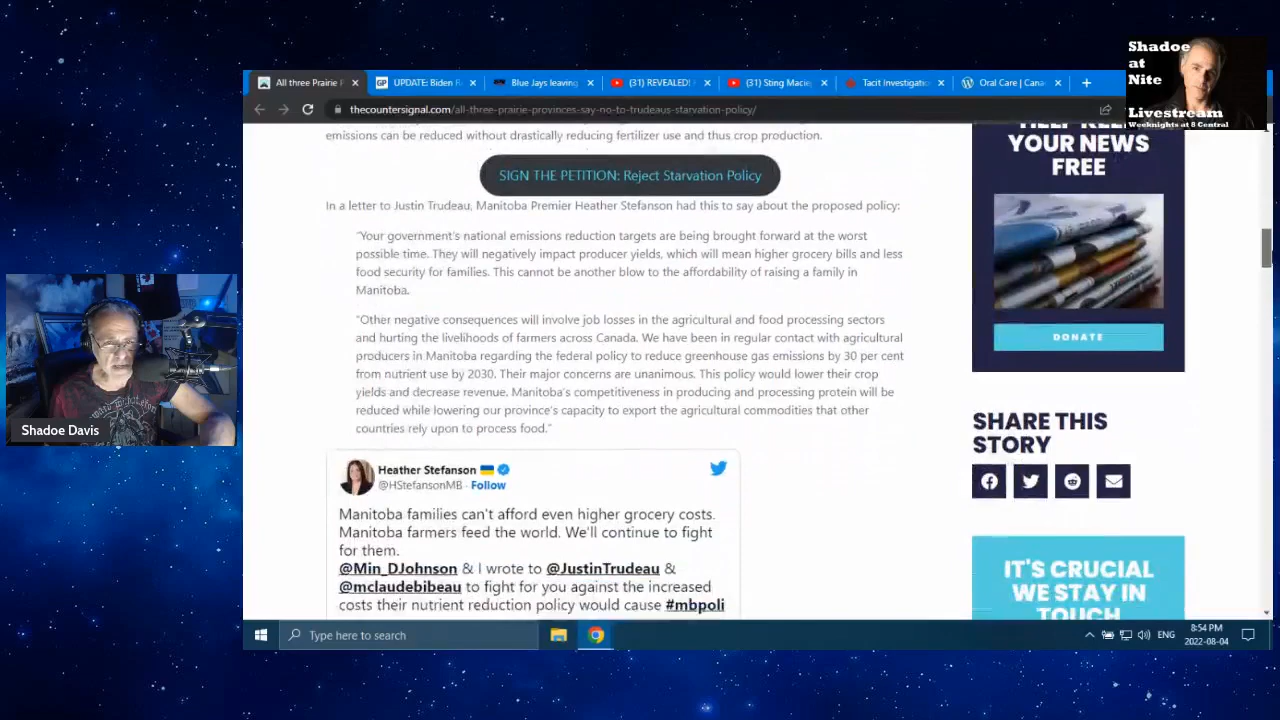 Shadoe
at
Nite
Livestream
Weeknights at 8 Central
All three Prairie P
UPDATE: Biden R
Blue Jays leaving
(31) REVEALED!
(31) Sting Macie
Tacit Investigatio
Oral Care | Cana
thecountersignal.com/all-three-prairie-provinces-say-no-to-trudeaus-starvation-policy/
emissions can be reduced without drastically reducing fertilizer use and thus crop production.
SIGN THE PETITION: Reject Starvation Policy
In a letter to Justin Trudeau, Manitoba Premier Heather Stefanson had this to say about the proposed policy:
"Your government's national emissions reduction targets are being brought forward at the worst
possible time. They will negatively impact producer yields, which will mean higher grocery bills and less
food security for families. This cannot be another blow to the affordability of raising a family in
Manitoba.
"Other negative consequences will involve job losses in the agricultural and food processing sectors
and hurting the livelihoods of farmers across Canada. We have been in regular contact with agricultural
producers in Manitoba regarding the federal policy to reduce greenhouse gas emissions by 30 per cent
from nutrient use by 2030. Their major concerns are unanimous. This policy would lower their crop
yields and decrease revenue. Manitoba's competitiveness in producing and processing protein will be
reduced while lowering our province's capacity to export the agricultural commodities that other
countries rely upon to process food."
Heather Stefanson
@HStefansonMB · Follow
Manitoba families can't afford even higher grocery costs.
Manitoba farmers feed the world. We'll continue to fight
for them.
@Min_DJohnson & I wrote to @JustinTrudeau &
@mclaudebibeau to fight for you against the increased
costs their nutrient reduction policy would cause #mbpoli
YOUR NEWS
FREE
DONATE
SHARE THIS
STORY
IT'S CRUCIAL
WE STAY IN
TOUCH
Shadoe Davis
Type here to search
ENG
8:54 PM
2022-08-04